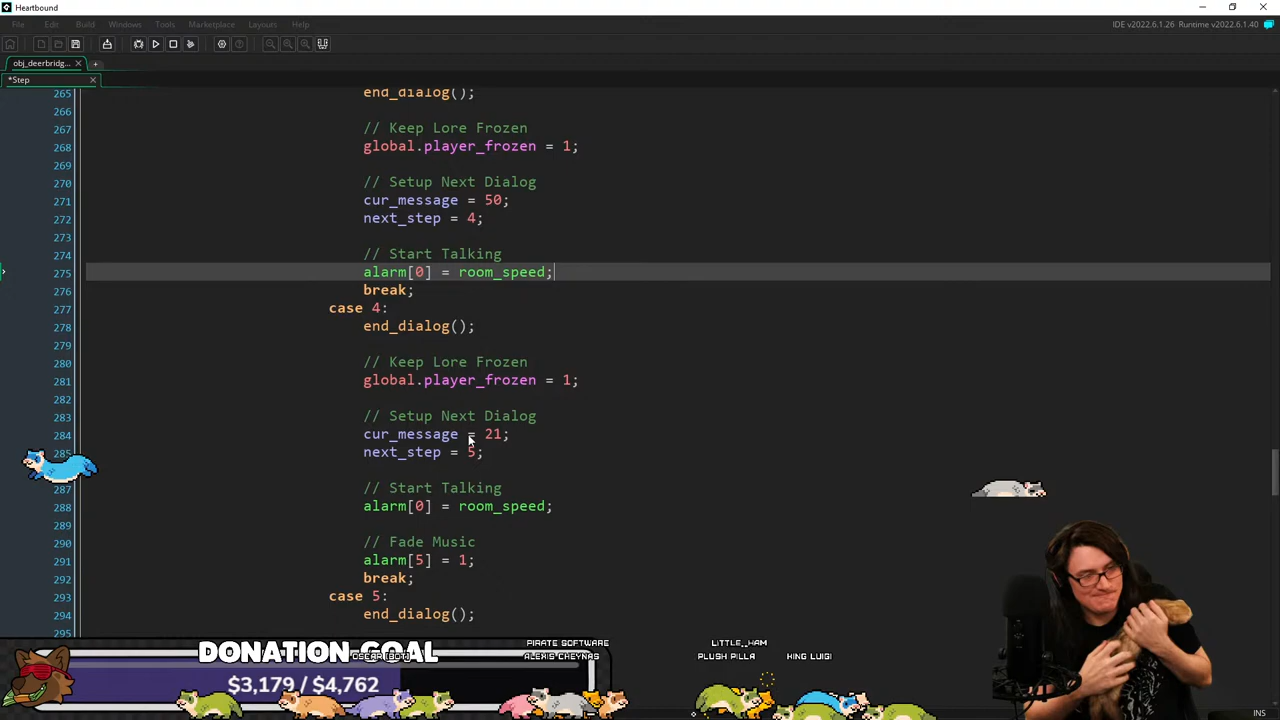 Heartbound
File Edit Build Windows Tools Marketplace Layouts Help
IDE v2022.6.1.26 Runtime v2022.6.1.40
obj_deerbridg...
*Step
265 end_dialog();
266
267 // Keep Lore Frozen
268 global.player_frozen = 1;
269
270 // Setup Next Dialog
271 cur_message = 50;
272 next_step = 4;
273
274 // Start Talking
275 alarm[0] = room_speed;
276 break;
277 case 4:
278 end_dialog();
279
280 // Keep Lore Frozen
281 global.player_frozen = 1;
282
283 // Setup Next Dialog
284 cur_message = 21;
285 next_step = 5;
287 // Start Talking
288 alarm[0] = room_speed;
289
290 // Fade Music
291 alarm[5] = 1;
292 break;
293 case 5:
294 end_dialog();
295
DONATION GOAL
OSCAR [BOT]
$3,179 / $4,762
PIRATE SOFTWARE
ALEXIS CHEYNAS
LITTLE_HAM
PLUSH PILLA
KING LUIGI
INS